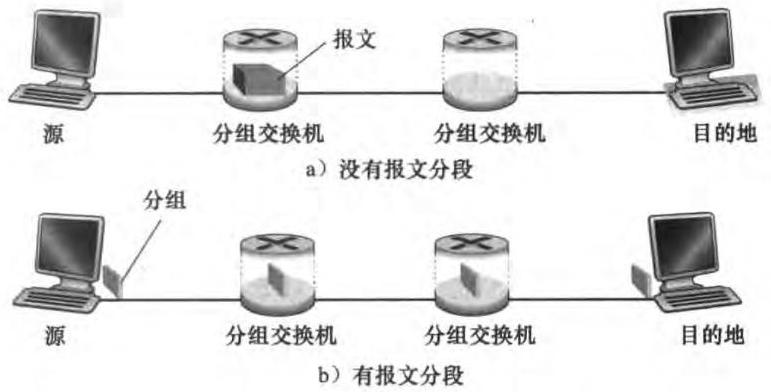 报文
源 分组交换机 分组交换机 目的地
a）没有报文分段
分组
源 分组交换机 分组交换机 目的地
b）有报文分段